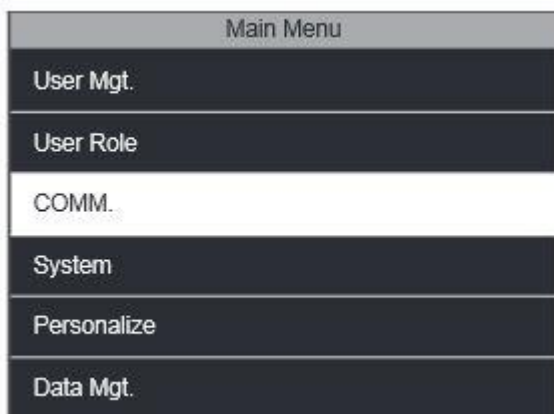 Main Menu
User Mgt.
User Role
COMM.
System
Personalize
Data Mgt.